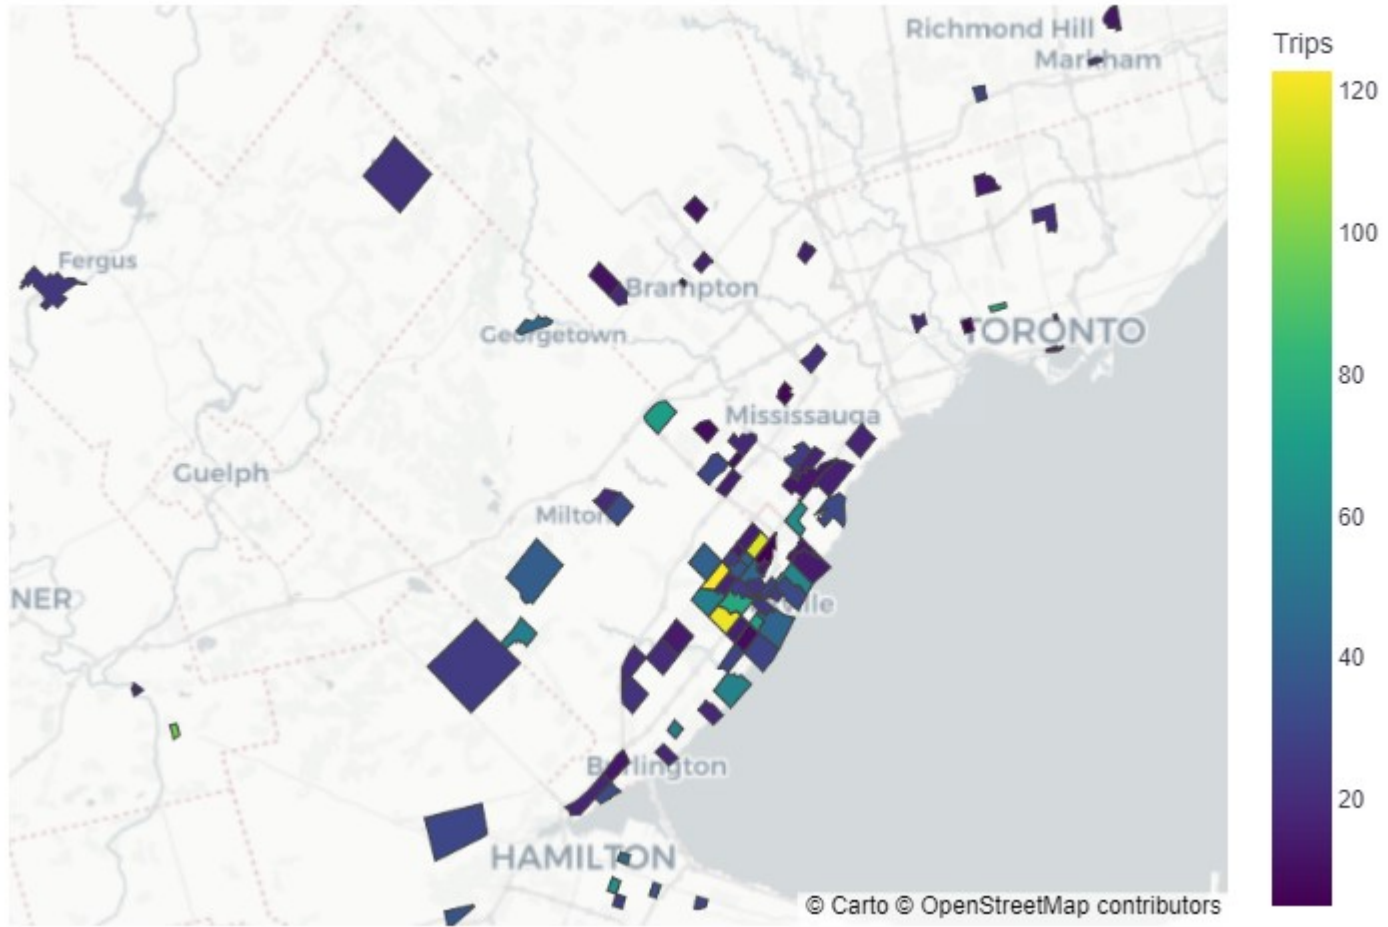 Richmond Hill
Markham
Trips
120
Fergus
100
Brampton
Georgetown
TORONTO
80
Mississauga
Guelph
60
Milton
NER
ville
40
Burlington
20
HAMILTON
© Carto © OpenStreetMap contributors